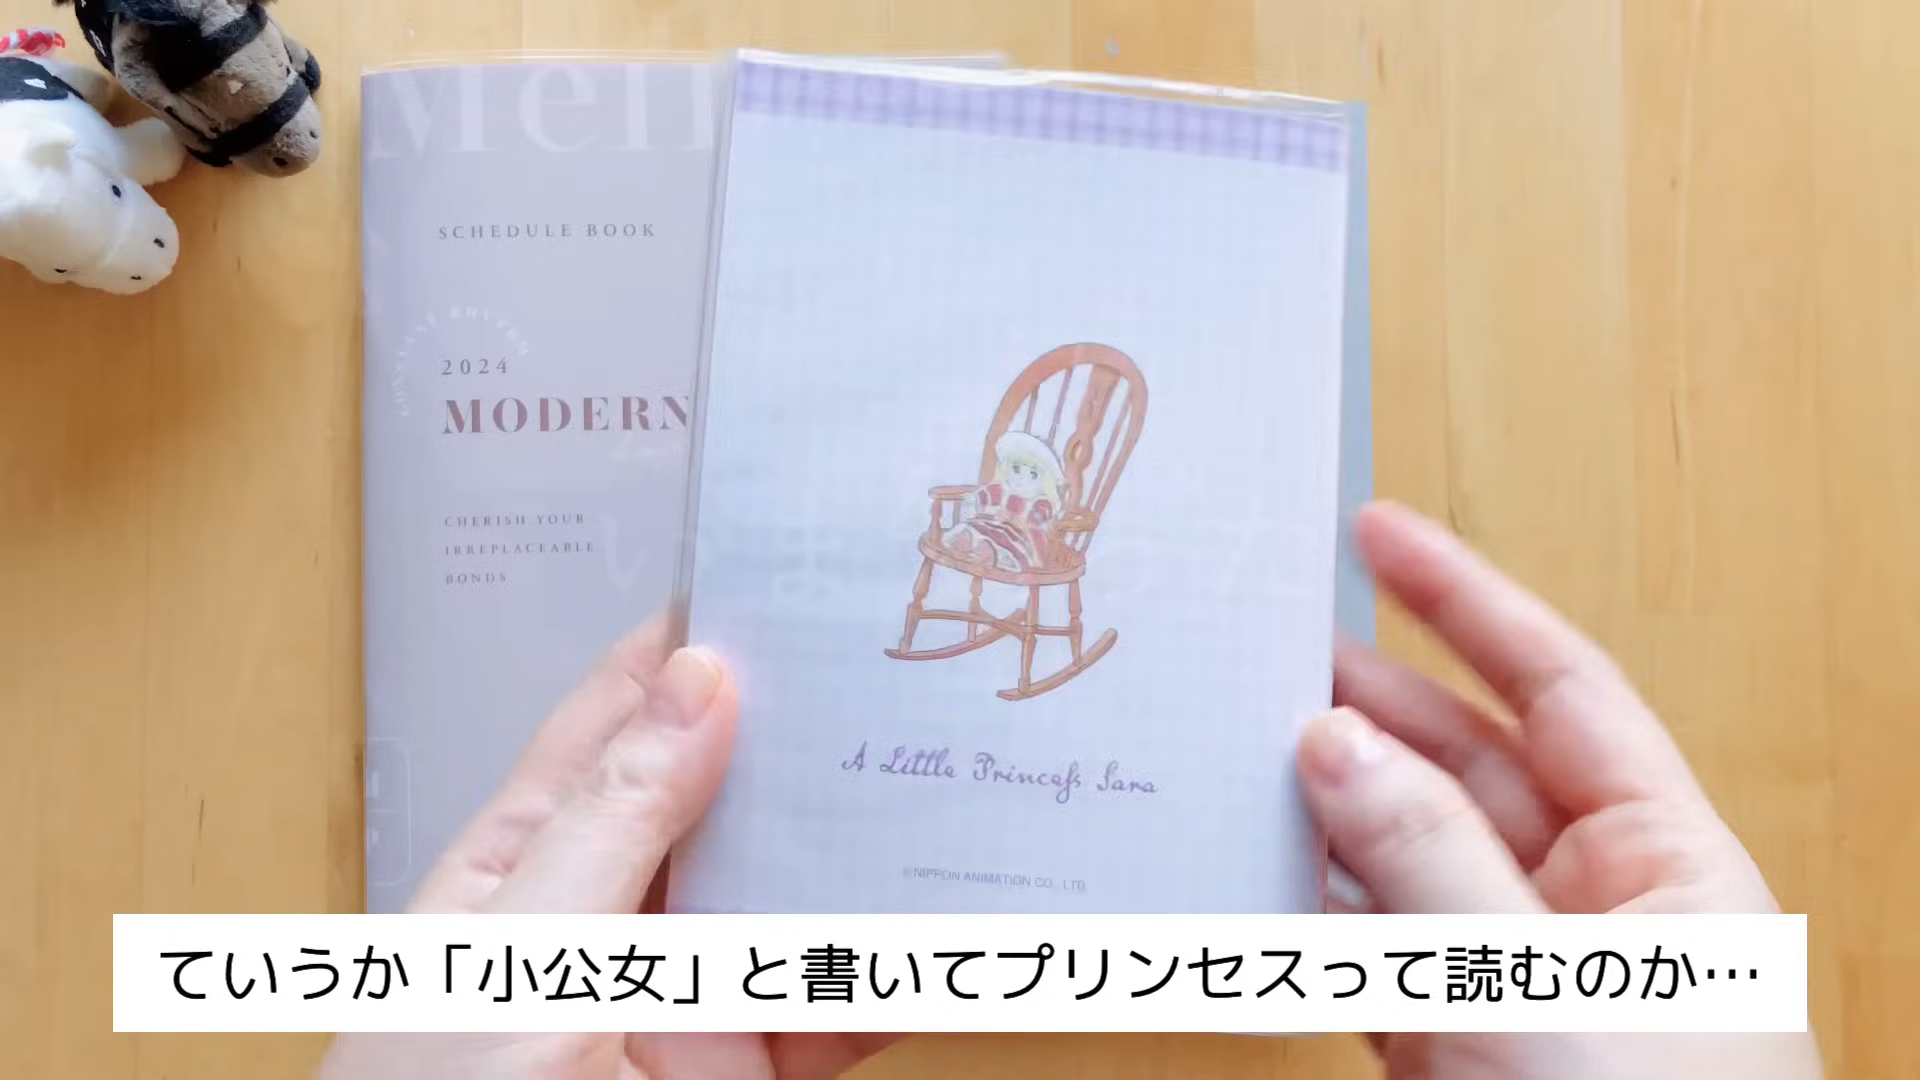 SCHEDULE BOOK
2024
MODERN
CHERISH YOUR
IRREPLACEABLE
BONDS
A Little Princess Sara
©NIPPON ANIMATION CO., LTD.
ていうか「小公女」と書いてプリンセスって読むのか…